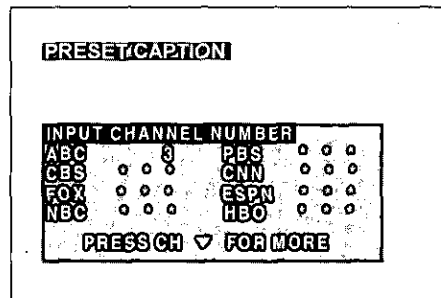 PRESET CAPTION
INPUT CHANNEL NUMBER
ABC 3 PBS o o o
CBS o o o CNN o o o
FOX o o o ESPN o o o
NBC o o o HBO o o o
PRESS CH ▽ FOR MORE